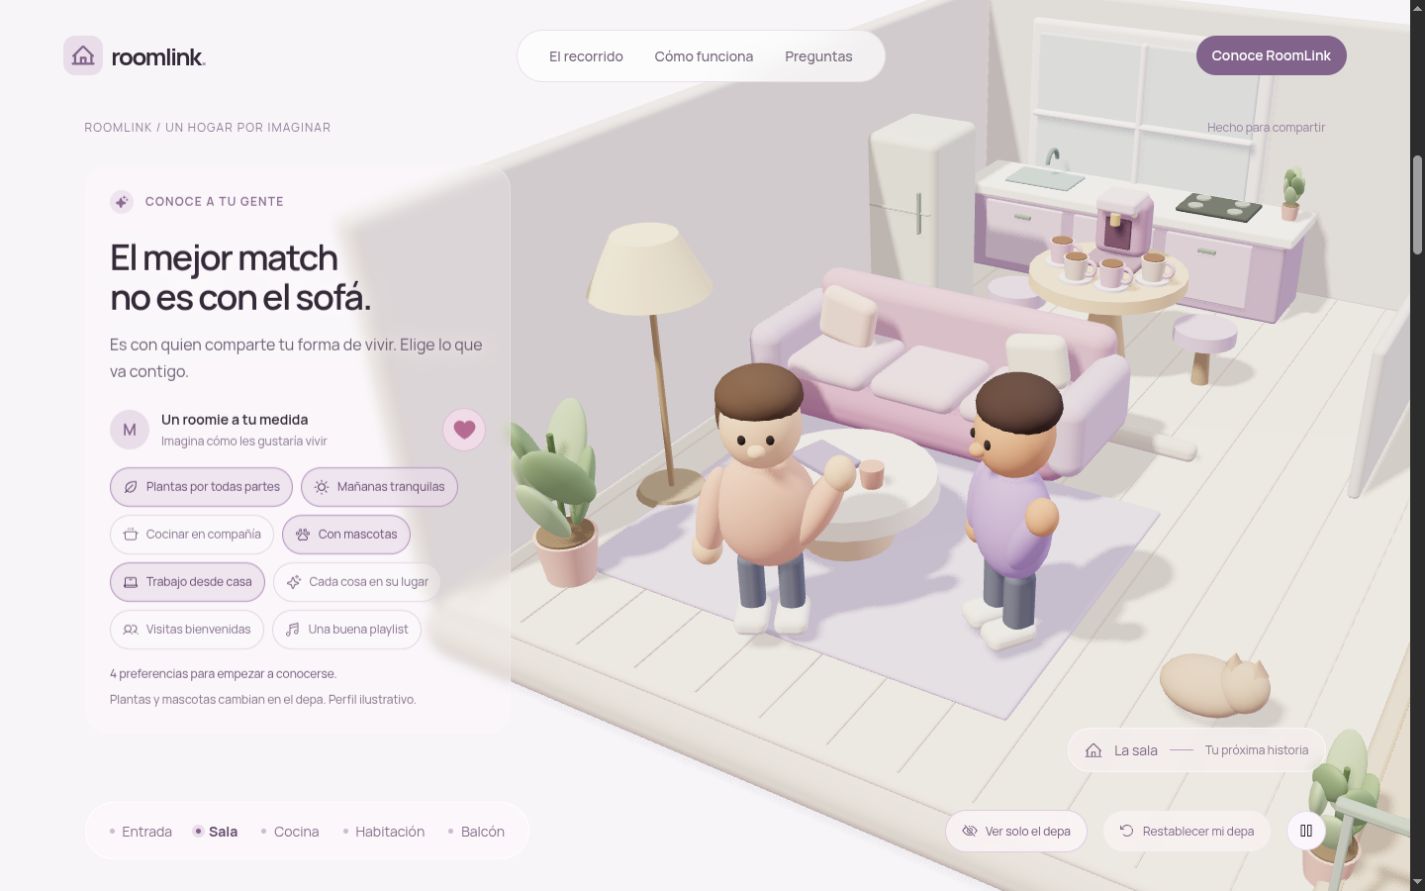 roomlink.
El recorrido
Cómo funciona
Preguntas
Conoce RoomLink
ROOMLINK / UN HOGAR POR IMAGINAR
Hecho para compartir
CONOCE A TU GENTE
El mejor match
no es con el sofá.
Es con quien comparte tu forma de vivir. Elige lo que
va contigo.
M
Un roomie a tu medida
Imagina cómo les gustaría vivir
Plantas por todas partes
Mañanas tranquilas
Cocinar en compañía
Con mascotas
Trabajo desde casa
Cada cosa en su lugar
Visitas bienvenidas
Una buena playlist
4 preferencias para empezar a conocerse.
Plantas y mascotas cambian en el depa. Perfil ilustrativo.
La sala
Tu próxima historia
Entrada
Sala
Cocina
Habitación
Balcón
Ver solo el depa
Restablecer mi depa